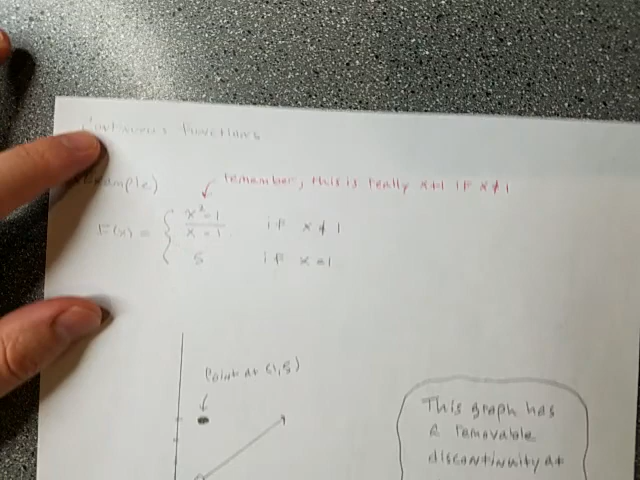 Continuous functions
(example)
remember, this is really x+1 if x≠1
F(x) = { x²-1 / x-1 if x≠1
5 if x=1
Point at (1,5)
This graph has
a removable
discontinuity at